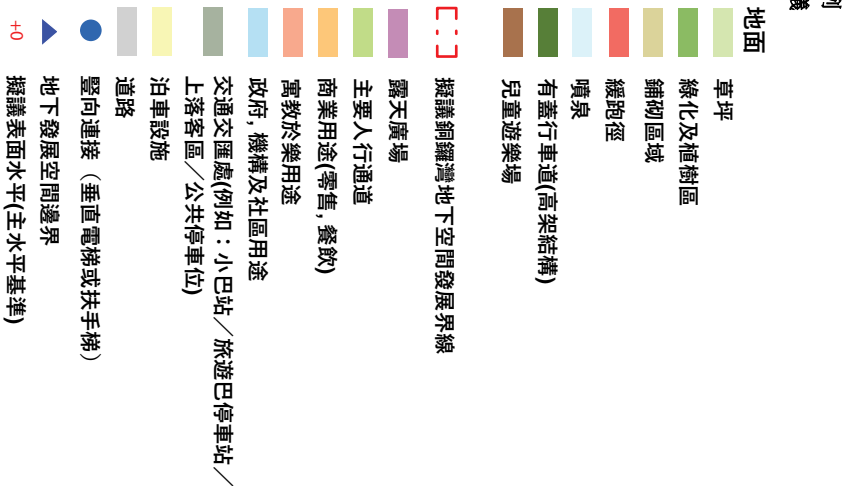 地面
草坪
綠化及植樹區
鋪砌區域
緩跑徑
噴泉
有蓋行車道(高架結構)
兒童遊樂場
擬議銅鑼灣地下空間發展界線
露天廣場
主要人行通道
商業用途(零售, 餐飲)
寓教於樂用途
政府, 機構及社區用途
交通交匯處(例如：小巴站／旅遊巴停車站／
上落客區／公共停車位)
泊車設施
道路
豎向連接（垂直電梯或扶手梯）
地下發展空間邊界
+0 擬議表面水平(主水平基準)